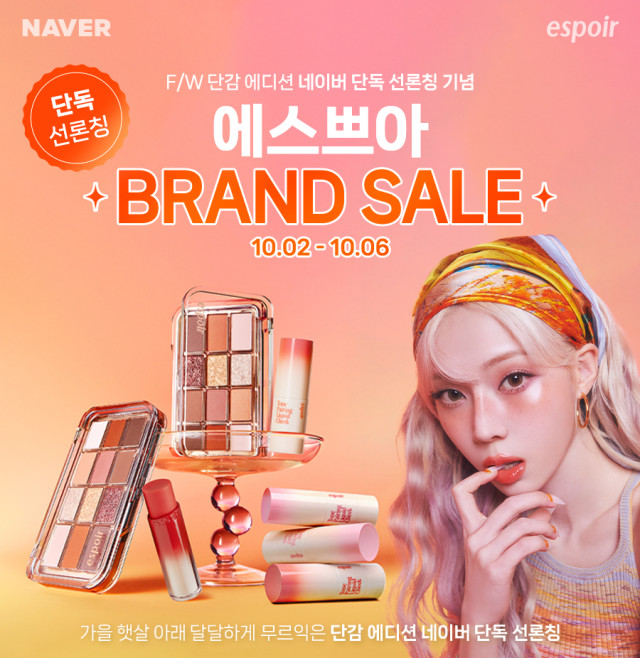 NAVER
espoir
단독
선론칭
F/W 단감 에디션 네이버 단독 선론칭 기념
에스쁘아
BRAND SALE
10.02 - 10.06
espoir
espoir
espoir
가을 햇살 아래 달달하게 무르익은 단감 에디션 네이버 단독 선론칭